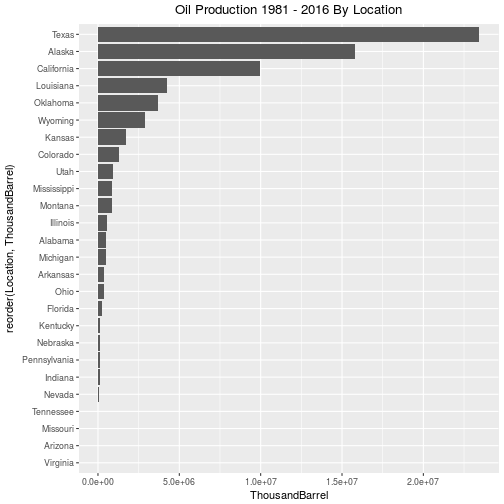 Oil Production 1981 - 2016 By Location
reorder(Location, ThousandBarrel)
Texas
Alaska
California
Louisiana
Oklahoma
Wyoming
Kansas
Colorado
Utah
Mississippi
Montana
Illinois
Alabama
Michigan
Arkansas
Ohio
Florida
Kentucky
Nebraska
Pennsylvania
Indiana
Nevada
Tennessee
Missouri
Arizona
Virginia
0.0e+00 5.0e+06 1.0e+07 1.5e+07 2.0e+07
ThousandBarrel